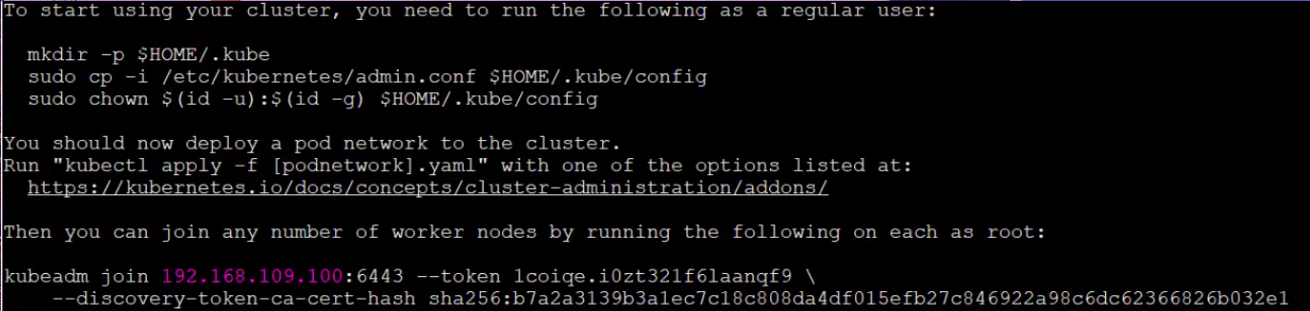 To start using your cluster, you need to run the following as a regular user:
mkdir -p $HOME/.kube
sudo cp -i /etc/kubernetes/admin.conf $HOME/.kube/config
sudo chown $(id -u):$(id -g) $HOME/.kube/config
You should now deploy a pod network to the cluster.
Run "kubectl apply -f [podnetwork].yaml" with one of the options listed at:
https://kubernetes.io/docs/concepts/cluster-administration/addons/
Then you can join any number of worker nodes by running the following on each as root:
kubeadm join 192.168.109.100:6443 --token 1coiqe.i0zt321f6laanqf9 \
--discovery-token-ca-cert-hash sha256:b7a2a3139b3a1ec7c18c808da4df015efb27c846922a98c6dc62366826b032e1